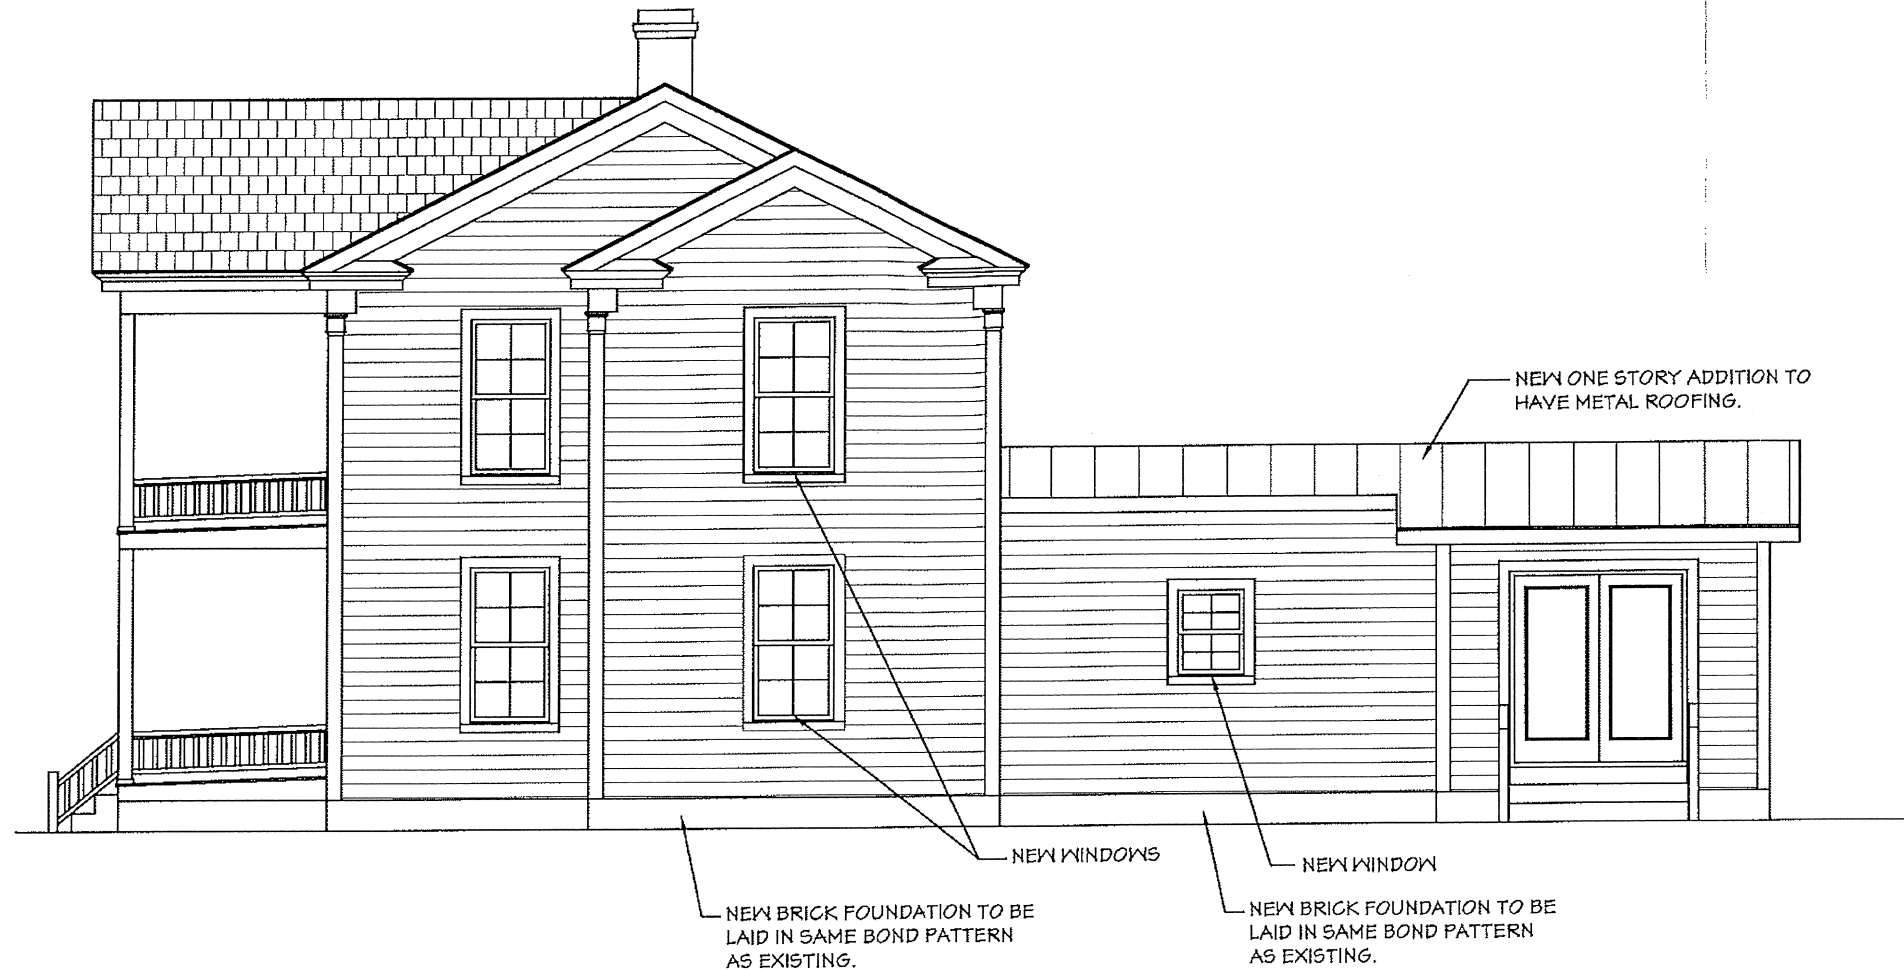 NEW ONE STORY ADDITION TO
HAVE METAL ROOFING.
NEW WINDOWS
NEW WINDOW
NEW BRICK FOUNDATION TO BE
LAID IN SAME BOND PATTERN
AS EXISTING.
NEW BRICK FOUNDATION TO BE
LAID IN SAME BOND PATTERN
AS EXISTING.